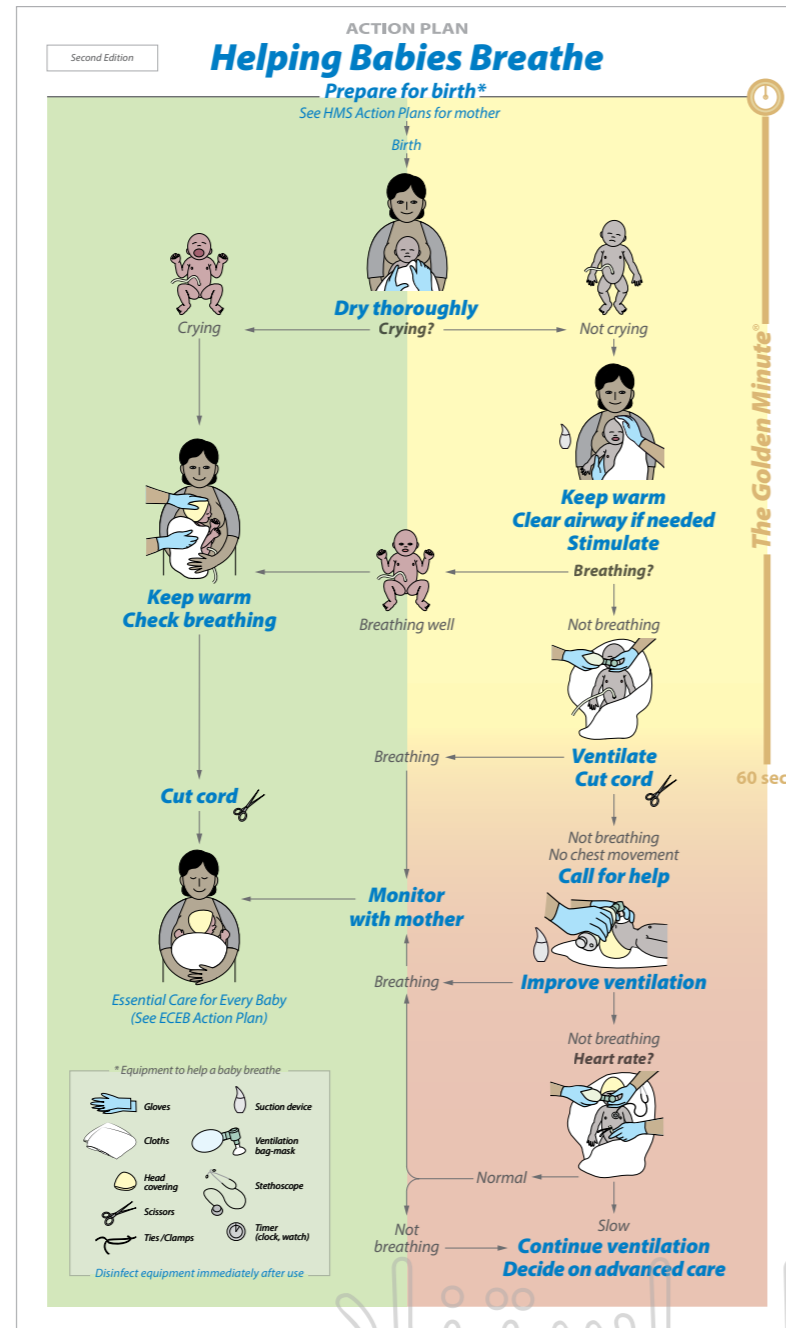 ACTION PLAN
Second Edition
Helping Babies Breathe
Prepare for birth*
See HMS Action Plans for mother
Birth
Dry thoroughly
Crying?
Crying
Not crying
The Golden Minute®
Keep warm
Clear airway if needed
Stimulate
Breathing?
Breathing well
Keep warm
Check breathing
Not breathing
Breathing
Ventilate
Cut cord
60 sec
Cut cord
Not breathing
No chest movement
Call for help
Monitor
with mother
Breathing
Improve ventilation
Essential Care for Every Baby
(See ECEB Action Plan)
Not breathing
Heart rate?
Normal
Slow
Not
breathing
Continue ventilation
Decide on advanced care
* Equipment to help a baby breathe
Gloves
Suction device
Cloths
Ventilation
bag-mask
Head
covering
Stethoscope
Scissors
Timer
(clock, watch)
Ties /Clamps
Disinfect equipment immediately after use